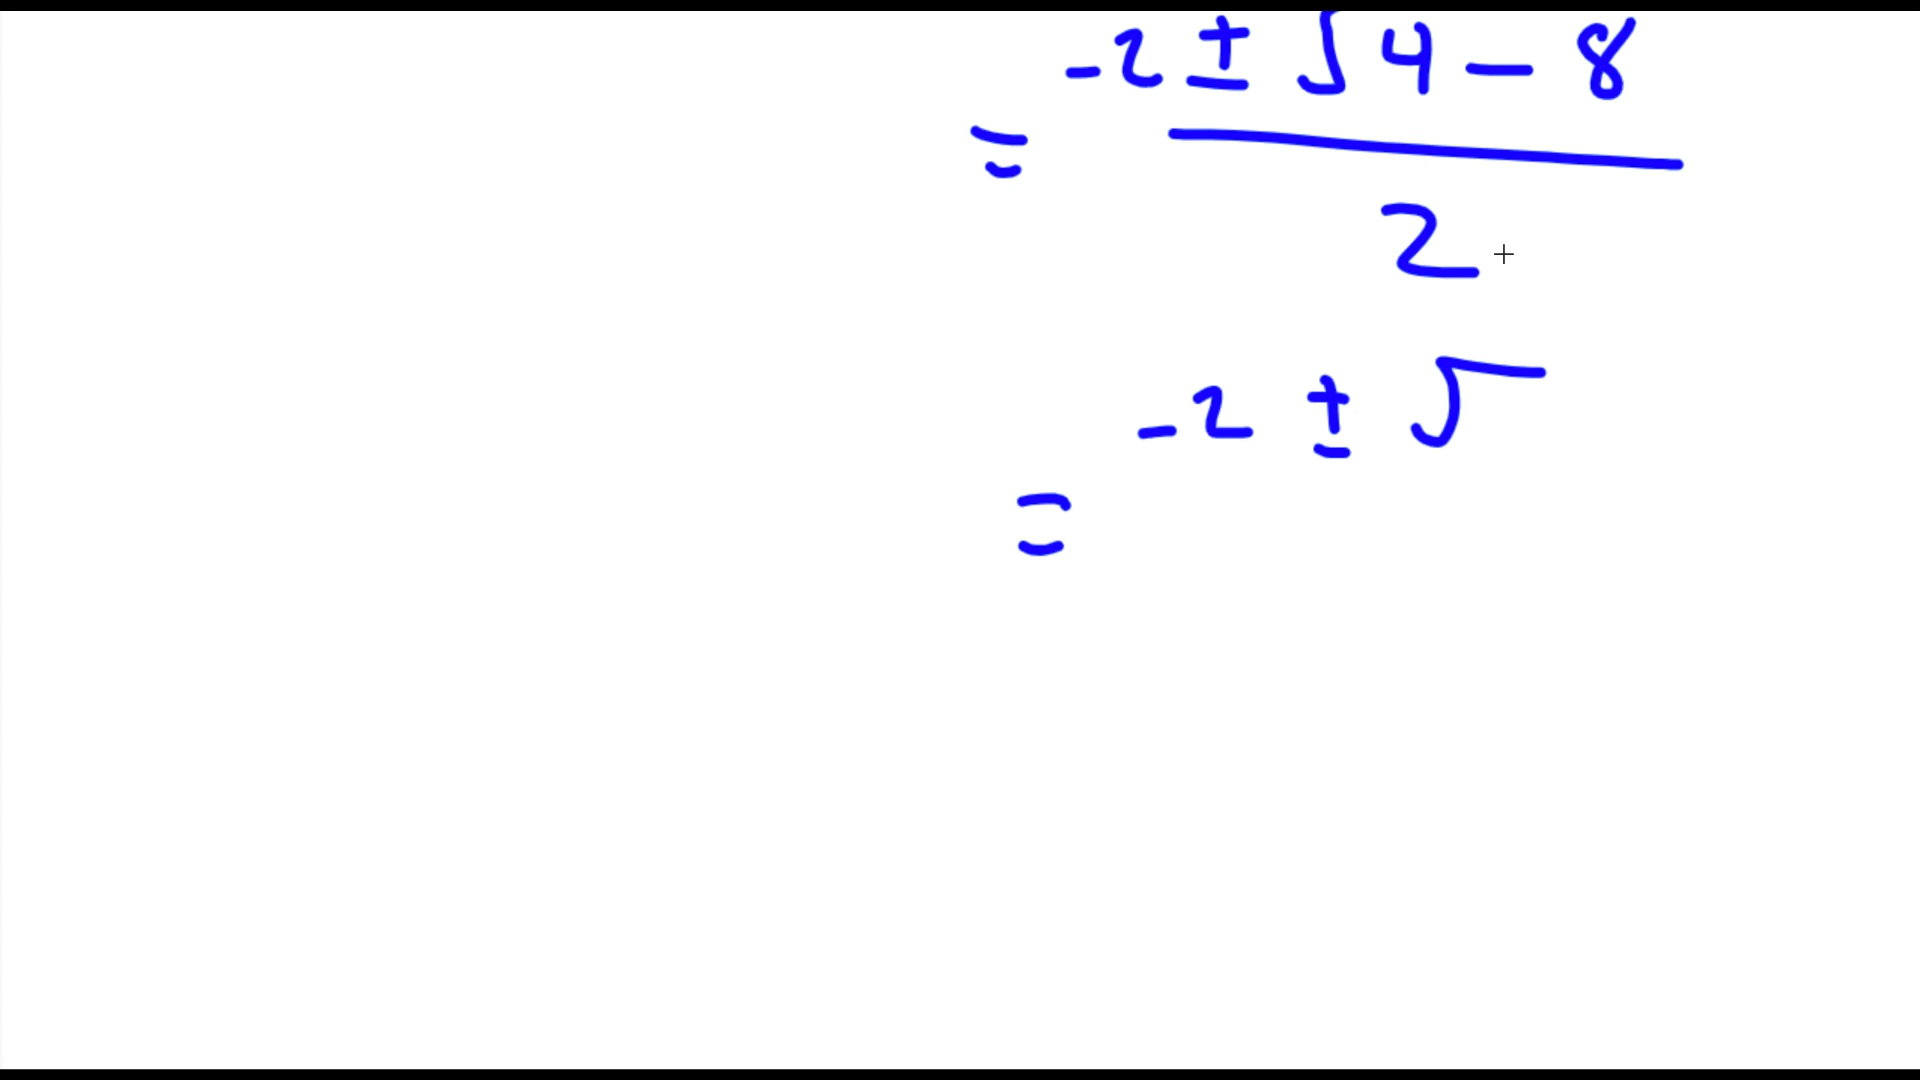 -2 ± √4 - 8
=
2
-2 ± √
=